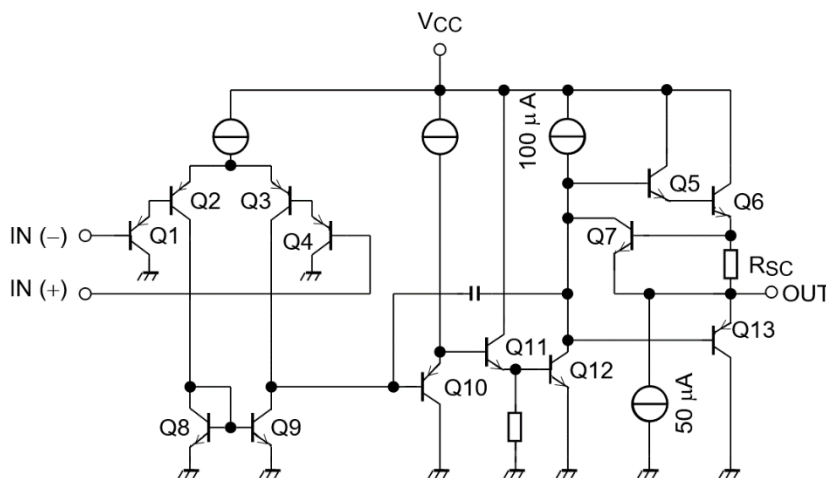 VCC
100 μA
Q5
Q2
Q3
Q6
Q7
IN (−)
Q1
Q4
RSC
IN (+)
OUT
Q13
Q11
Q10
Q12
50 μA
Q8
Q9